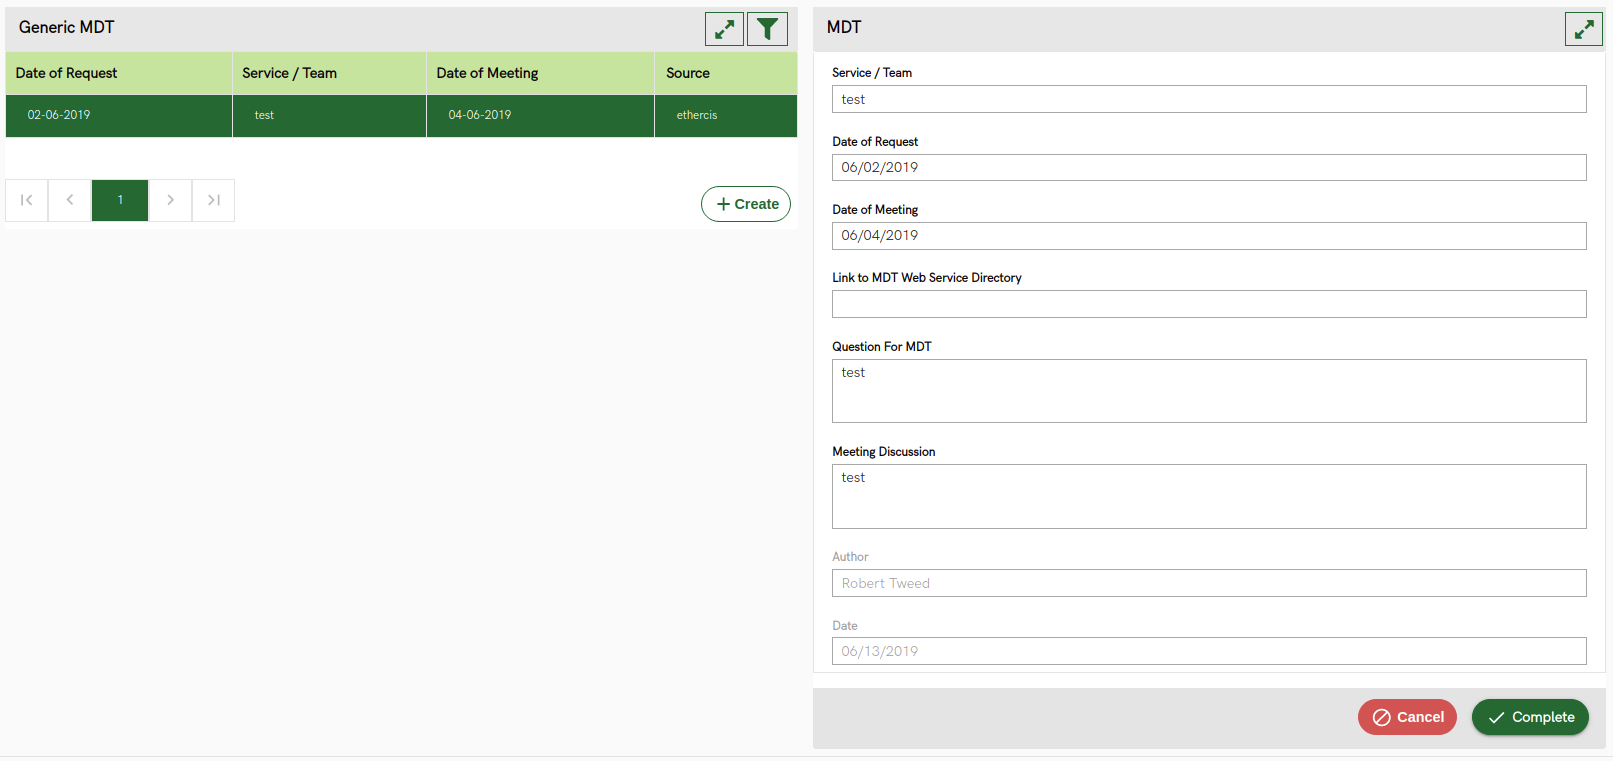 Generic MDT
Date of Request Service / Team Date of Meeting Source
02-06-2019 test 04-06-2019 ethercis
1
Create
MDT
Service / Team
test
Date of Request
06/02/2019
Date of Meeting
06/04/2019
Link to MDT Web Service Directory
Question For MDT
test
Meeting Discussion
test
Author
Robert Tweed
Date
06/13/2019
Cancel Complete